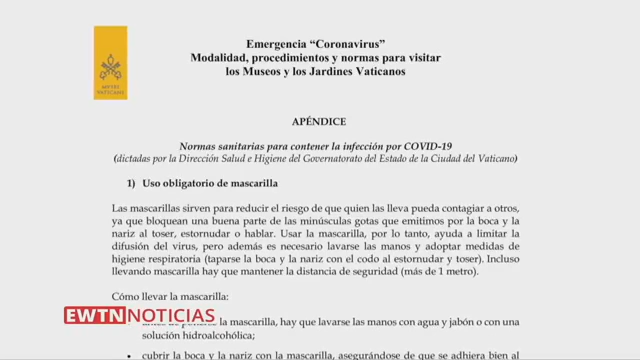 Emergencia “Coronavirus”
Modalidad, procedimientos y normas para visitar
los Museos y los Jardines Vaticanos
MUSEI
VATICANI
APÉNDICE
Normas sanitarias para contener la infección por COVID-19
(dictadas por la Dirección Salud e Higiene del Governatorato del Estado de la Ciudad del Vaticano)
1) Uso obligatorio de mascarilla
Las mascarillas sirven para reducir el riesgo de que quien las lleva pueda contagiar a otros,
ya que bloquean una buena parte de las minúsculas gotas que emitimos por la boca y la
nariz al toser, estornudar o hablar. Usar la mascarilla, por lo tanto, ayuda a limitar la
difusión del virus, pero además es necesario lavarse las manos y adoptar medidas de
higiene respiratoria (taparse la boca y la nariz con el codo al estornudar y toser). Incluso
llevando mascarilla hay que mantener la distancia de seguridad (más de 1 metro).
Cómo llevar la mascarilla:
EWTN NOTICIAS
la mascarilla, hay que lavarse las manos con agua y jabón o con una
solución hidroalcohólica;
• cubrir la boca y la nariz con la mascarilla, asegurándose de que se adhiera bien al